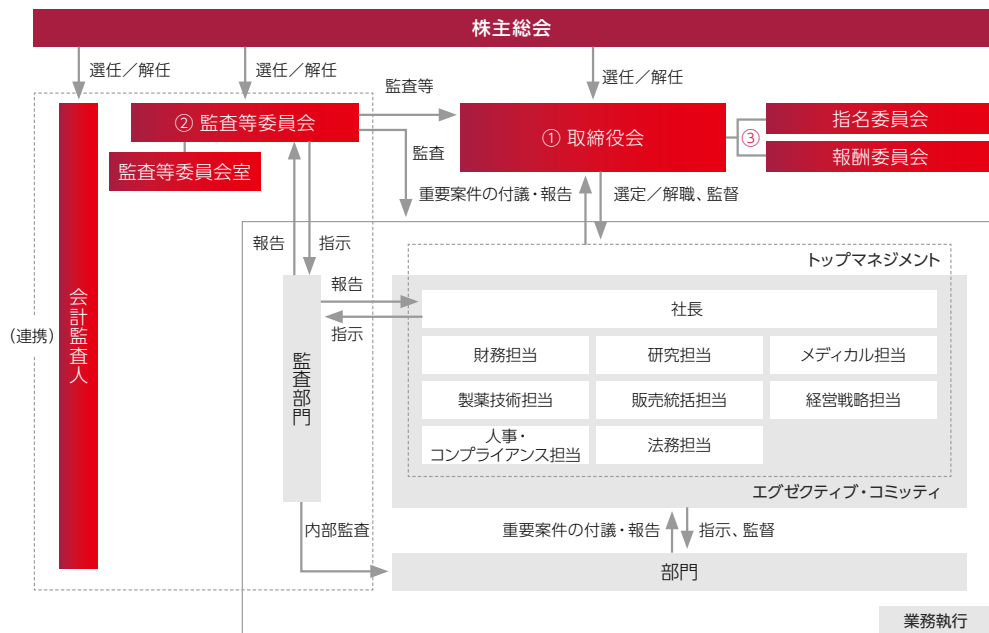 株主総会
選任／解任
選任／解任
選任／解任
監査等
② 監査等委員会
① 取締役会
③
指名委員会
報酬委員会
監査
監査等委員会室
重要案件の付議・報告
選定／解職、監督
報告
指示
トップマネジメント
報告
社長
指示
（連携）
会計監査人
監査部門
財務担当
研究担当
メディカル担当
製薬技術担当
販売統括担当
経営戦略担当
人事・
コンプライアンス担当
法務担当
エグゼクティブ・コミッティ
内部監査
重要案件の付議・報告
指示、監督
部門
業務執行